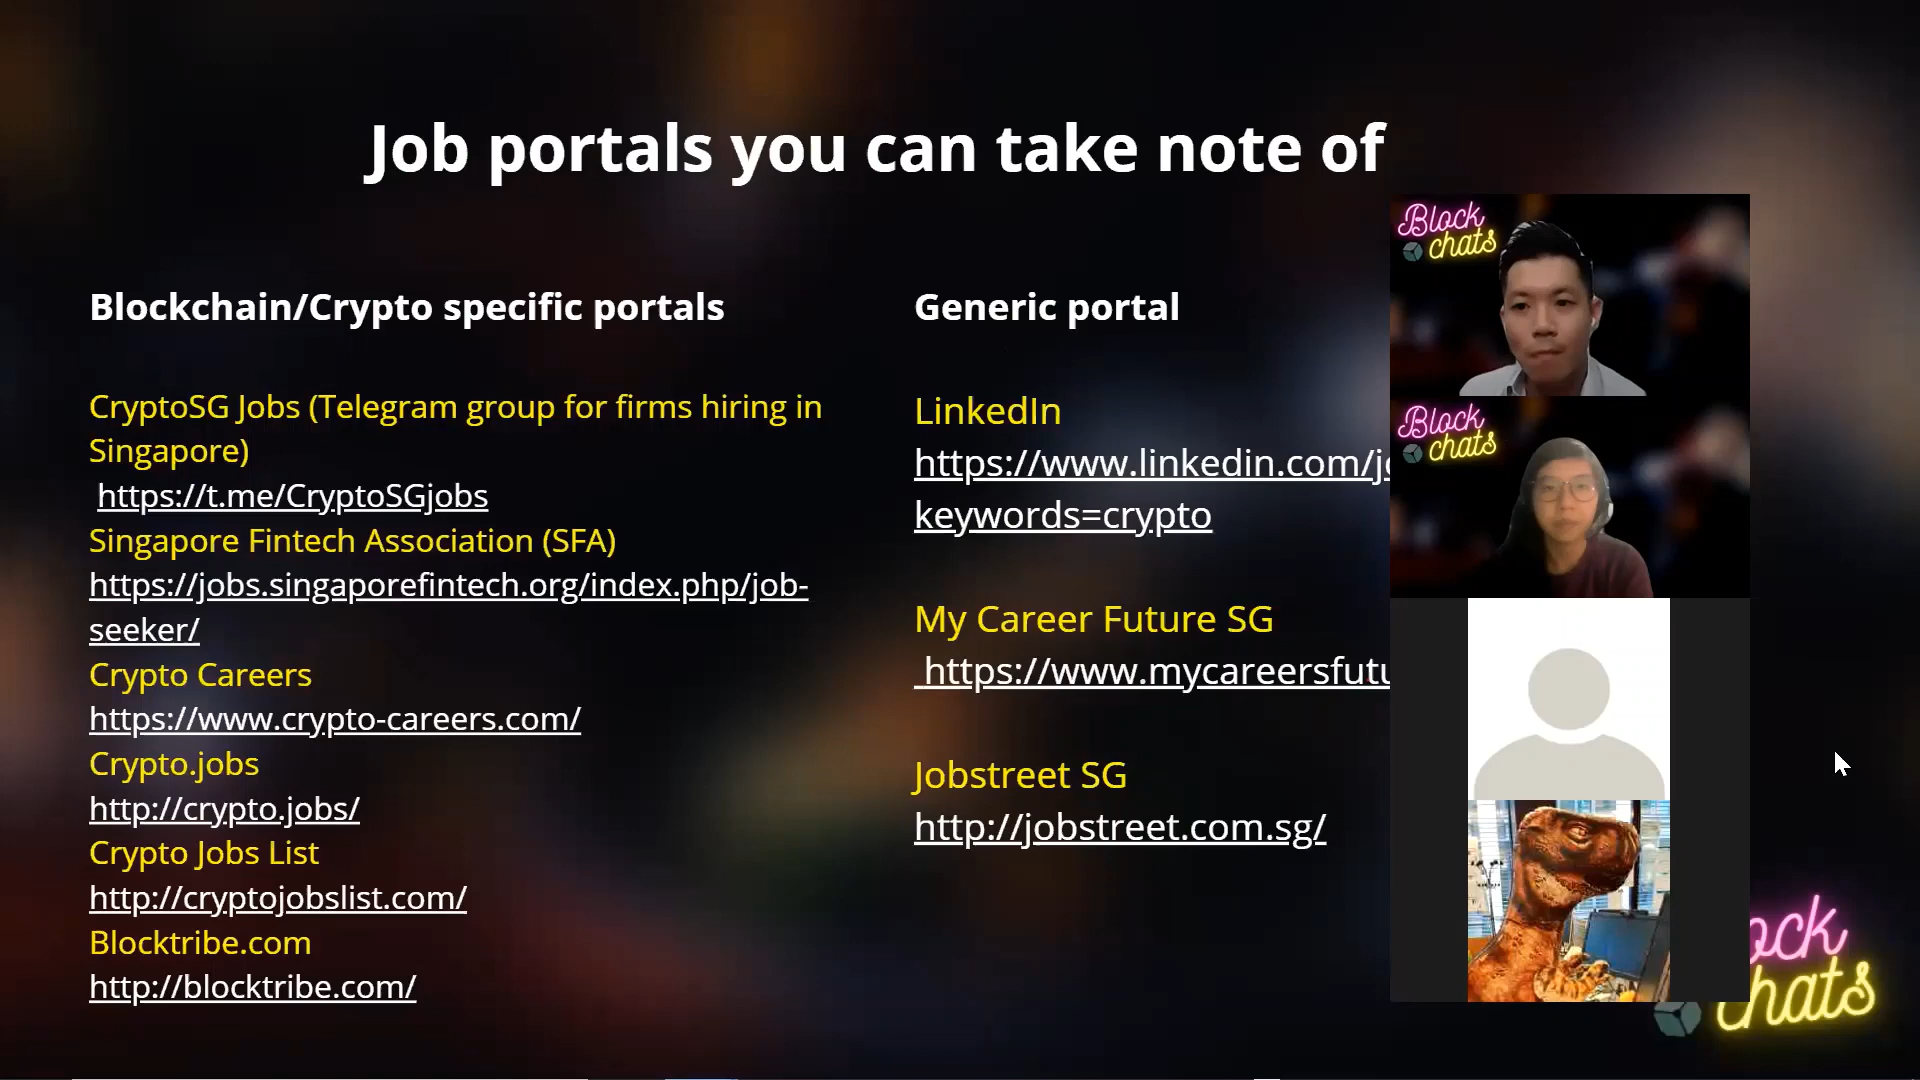 Job portals you can take note of
Blockchain/Crypto specific portals
CryptoSG Jobs (Telegram group for firms hiring in
Singapore)
https://t.me/CryptoSGjobs
Singapore Fintech Association (SFA)
https://jobs.singaporefintech.org/index.php/job-
seeker/
Crypto Careers
https://www.crypto-careers.com/
Crypto.jobs
http://crypto.jobs/
Crypto Jobs List
http://cryptojobslist.com/
Blocktribe.com
http://blocktribe.com/
Generic portal
LinkedIn
https://www.linkedin.com/j
keywords=crypto
My Career Future SG
https://www.mycareersfutu
Jobstreet SG
http://jobstreet.com.sg/
Block
chats
Block
chats
ock
chats